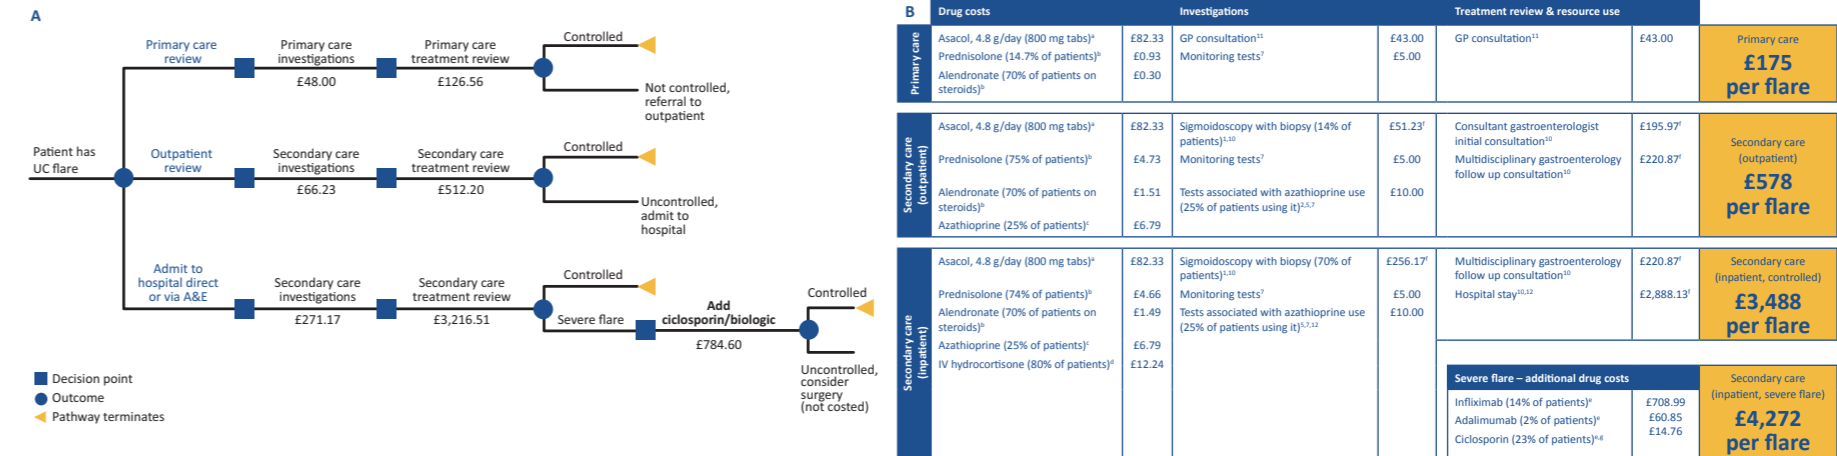 A
Primary care
review
Primary care
investigations
£48.00
Primary care
treatment review
£126.56
Controlled
Not controlled,
referral to
outpatient
Patient has
UC flare
Outpatient
review
Secondary care
investigations
£66.23
Secondary care
treatment review
£512.20
Controlled
Uncontrolled,
admit to
hospital
Admit to
hospital direct
or via A&E
Secondary care
investigations
£271.17
Secondary care
treatment review
£3,216.51
Controlled
Severe flare
Add
ciclosporin/biologic
£784.60
Controlled
Uncontrolled,
consider
surgery
(not costed)
Decision point
Outcome
Pathway terminates
B
Drug costs Investigations Treatment review & resource use
Primary care
Asacol, 4.8 g/day (800 mg tabs)ᵃ £82.33 GP consultation¹¹ £43.00 GP consultation¹¹ £43.00
Prednisolone (14.7% of patients)ᵇ £0.93 Monitoring tests⁷ £5.00
Alendronate (70% of patients on £0.30
steroids)ᵇ
Primary care
£175
per flare
Secondary care
(outpatient)
Asacol, 4.8 g/day (800 mg tabs)ᵃ £82.33 Sigmoidoscopy with biopsy (14% of £51.23ᶠ Consultant gastroenterologist £195.97ᶠ
patients)¹,¹⁰ initial consultation¹⁰
Prednisolone (75% of patients)ᵇ £4.73 Monitoring tests⁷ £5.00 Multidisciplinary gastroenterology £220.87ᶠ
follow up consultation¹⁰
Alendronate (70% of patients on £1.51 Tests associated with azathioprine use £10.00
steroids)ᵇ (25% of patients using it)²,⁵,⁷
Azathioprine (25% of patients)ᶜ £6.79
Secondary care
(outpatient)
£578
per flare
Secondary care
(inpatient)
Asacol, 4.8 g/day (800 mg tabs)ᵃ £82.33 Sigmoidoscopy with biopsy (70% of £256.17ᶠ Multidisciplinary gastroenterology £220.87ᶠ
patients)¹,¹⁰ follow up consultation¹⁰
Prednisolone (74% of patients)ᵇ £4.66 Monitoring tests⁷ £5.00 Hospital stay¹⁰,¹² £2,888.13ᶠ
Alendronate (70% of patients on £1.49 Tests associated with azathioprine use £10.00
steroids)ᵇ (25% of patients using it)⁵,⁷,¹²
Azathioprine (25% of patients)ᶜ £6.79
IV hydrocortisone (80% of patients)ᵈ £12.24
Secondary care
(inpatient, controlled)
£3,488
per flare
Severe flare – additional drug costs
Infliximab (14% of patients)ᵉ £708.99
Adalimumab (2% of patients)ᵉ £60.85
Ciclosporin (23% of patients)ᵉ,ᵍ £14.76
Secondary care
(inpatient, severe flare)
£4,272
per flare